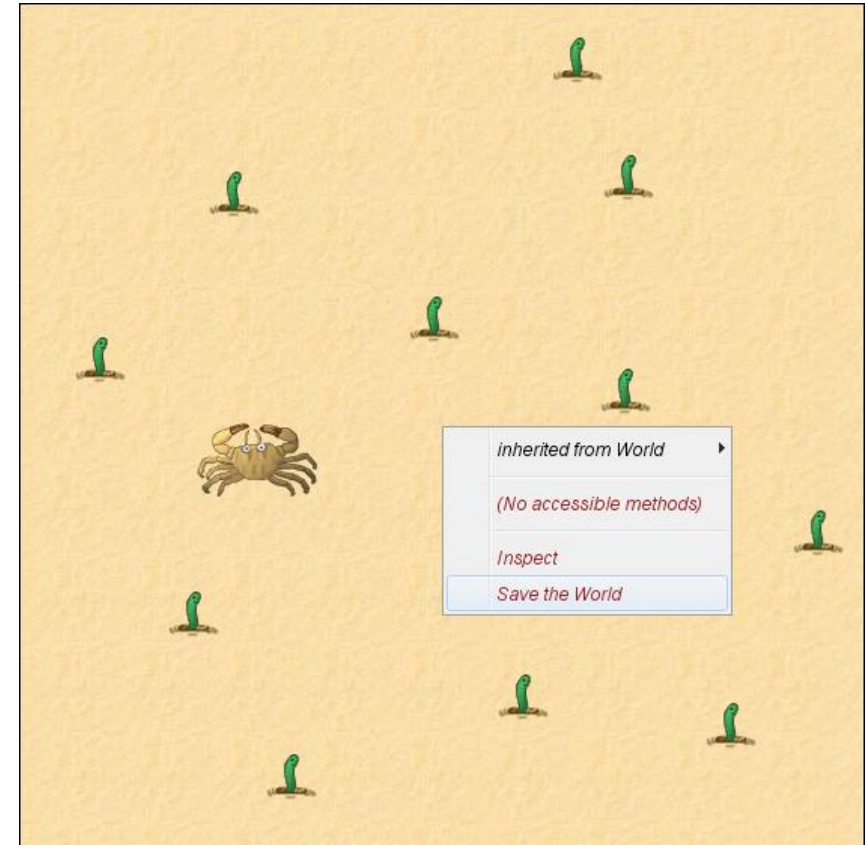 inherited from World
(No accessible methods)
Inspect
Save the World